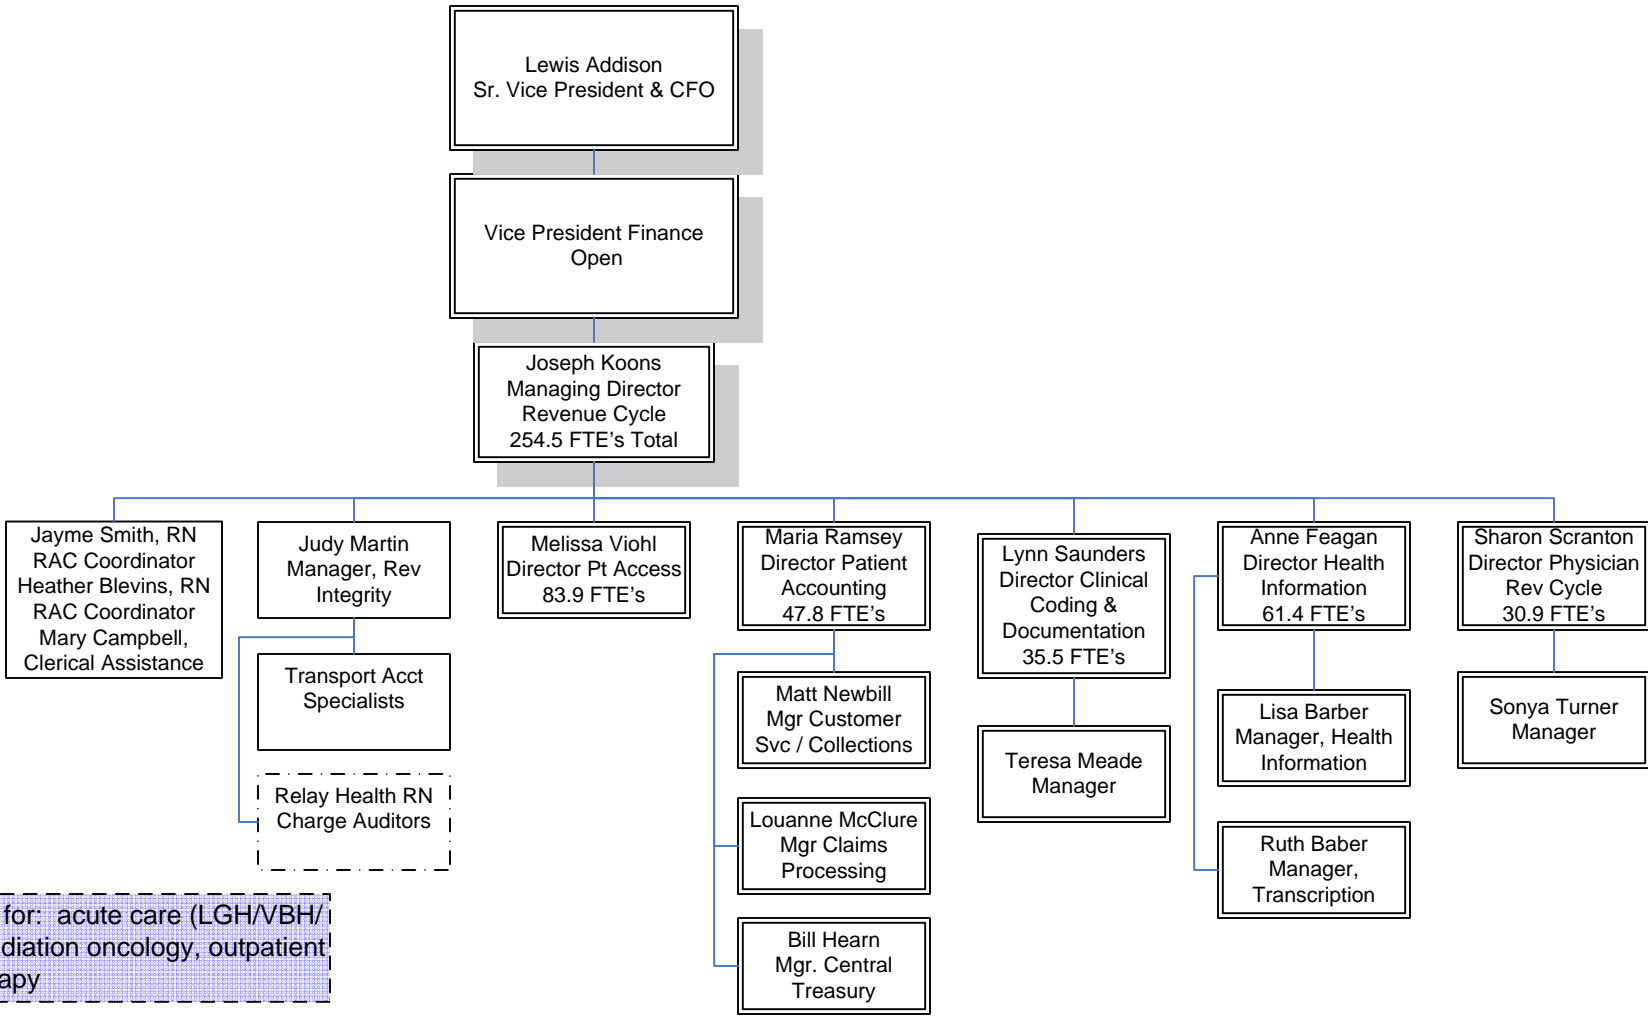 Lewis Addison
Sr. Vice President & CFO
Vice President Finance
Open
Joseph Koons
Managing Director
Revenue Cycle
254.5 FTE’s Total
Jayme Smith, RN
RAC Coordinator
Heather Blevins, RN
RAC Coordinator
Mary Campbell,
Clerical Assistance
Judy Martin
Manager, Rev
Integrity
Transport Acct
Specialists
Relay Health RN
Charge Auditors
Melissa Viohl
Director Pt Access
83.9 FTE’s
Maria Ramsey
Director Patient
Accounting
47.8 FTE’s
Matt Newbill
Mgr Customer
Svc / Collections
Louanne McClure
Mgr Claims
Processing
Bill Hearn
Mgr. Central
Treasury
Lynn Saunders
Director Clinical
Coding &
Documentation
35.5 FTE’s
Teresa Meade
Manager
Anne Feagan
Director Health
Information
61.4 FTE’s
Lisa Barber
Manager, Health
Information
Ruth Baber
Manager,
Transcription
Sharon Scranton
Director Physician
Rev Cycle
30.9 FTE’s
Sonya Turner
Manager
for: acute care (LGH/VBH/
diation oncology, outpatient
apy